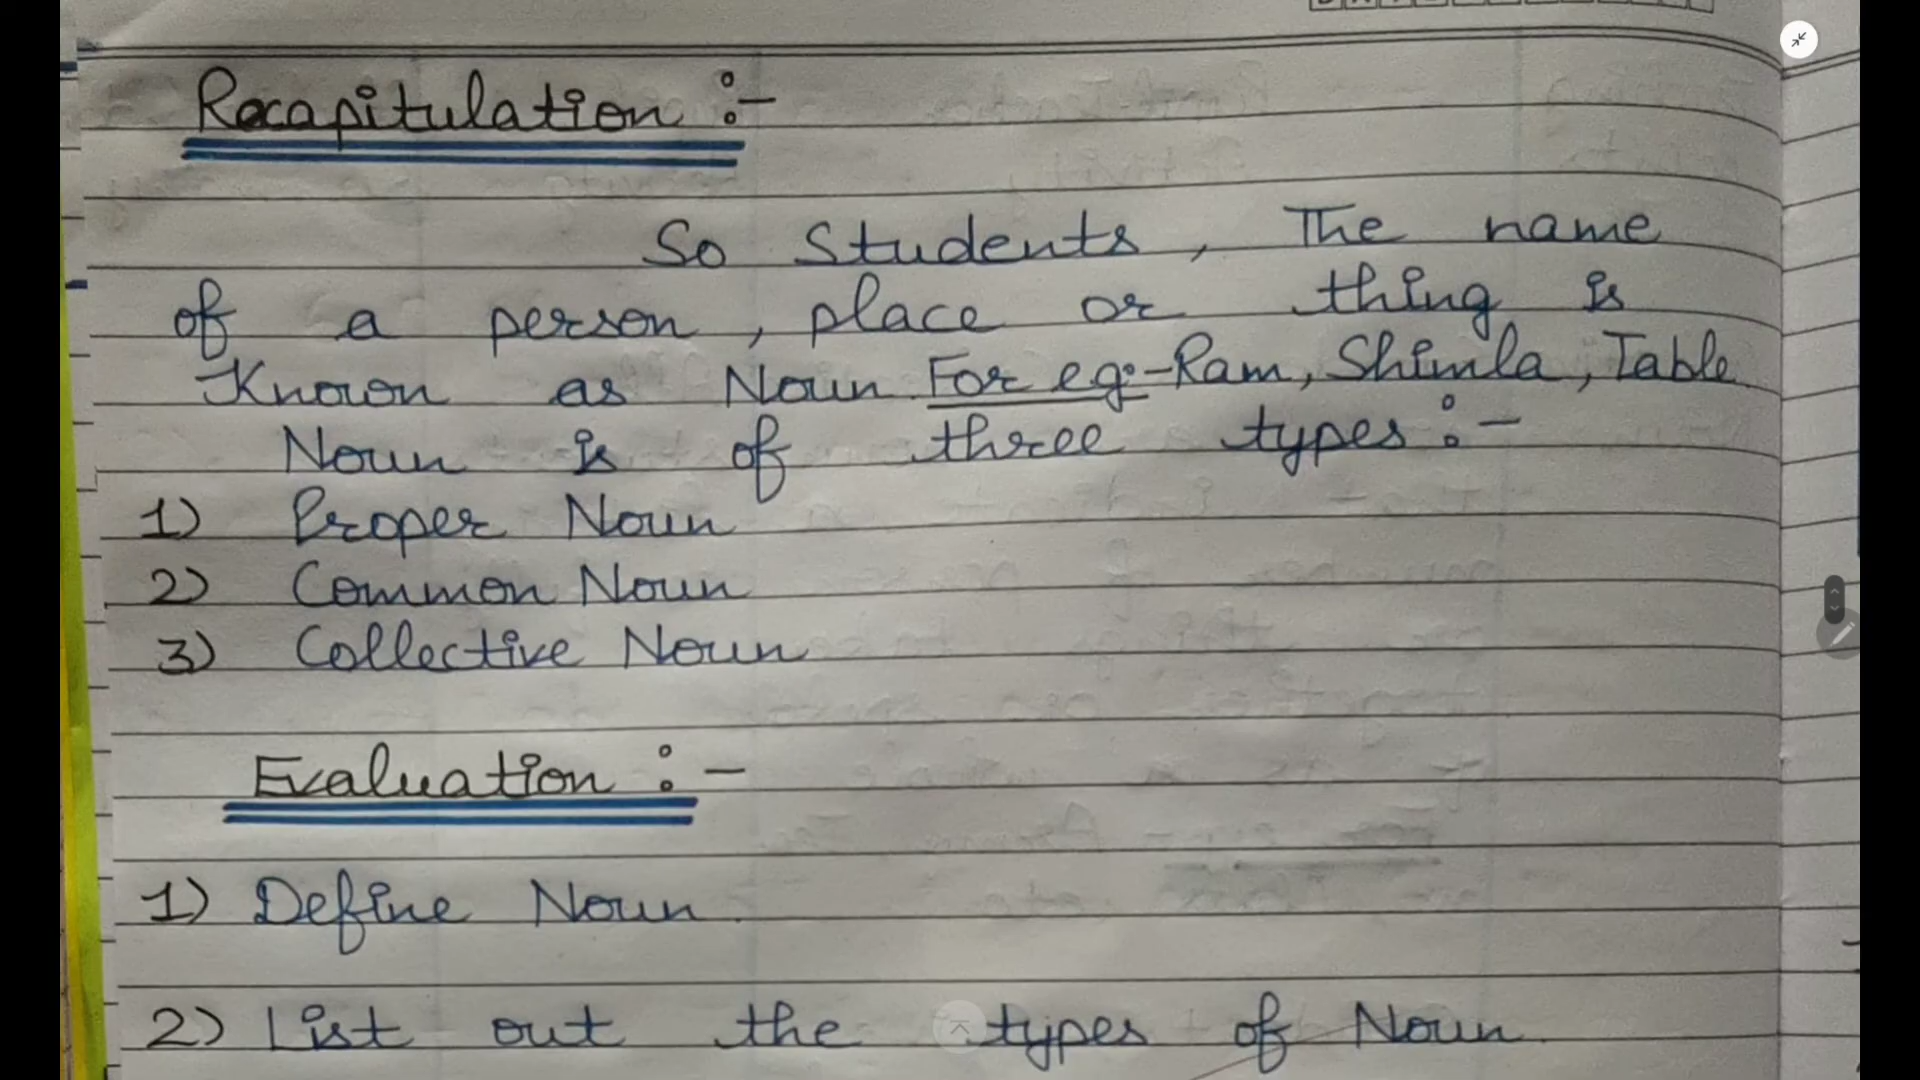 Recapitulation :-
So Students, The name
of a person, place or thing is
Known as Noun. For eg:-Ram, Shimla, Table
Noun is of three types :-
1) Proper Noun
2) Common Noun
3) Collective Noun
Evaluation :-
1) Define Noun.
2) List out the types of Noun.